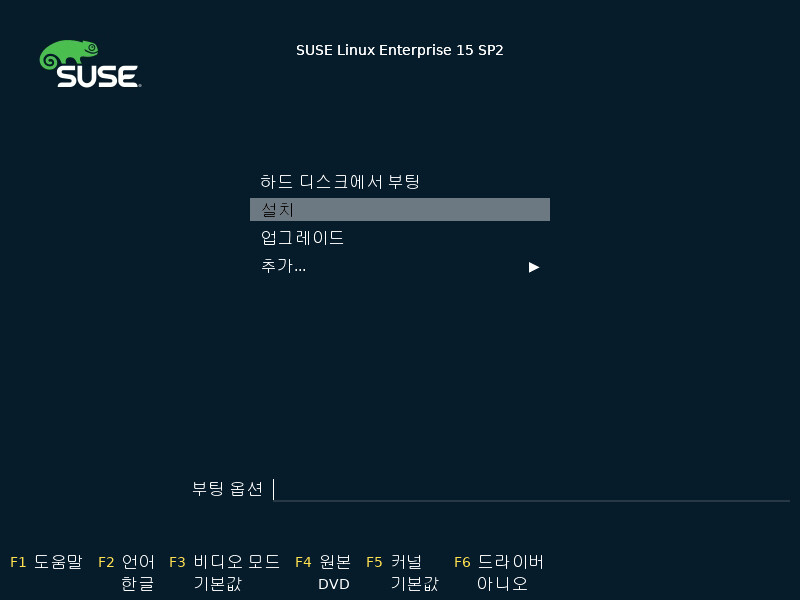 SUSE
SUSE Linux Enterprise 15 SP2
하드 디스크에서 부팅
설치
업그레이드
추가...
부팅 옵션
F1 도움말 F2 언어 F3 비디오 모드 F4 원본 F5 커널 F6 드라이버
한글 기본값 DVD 기본값 아니오